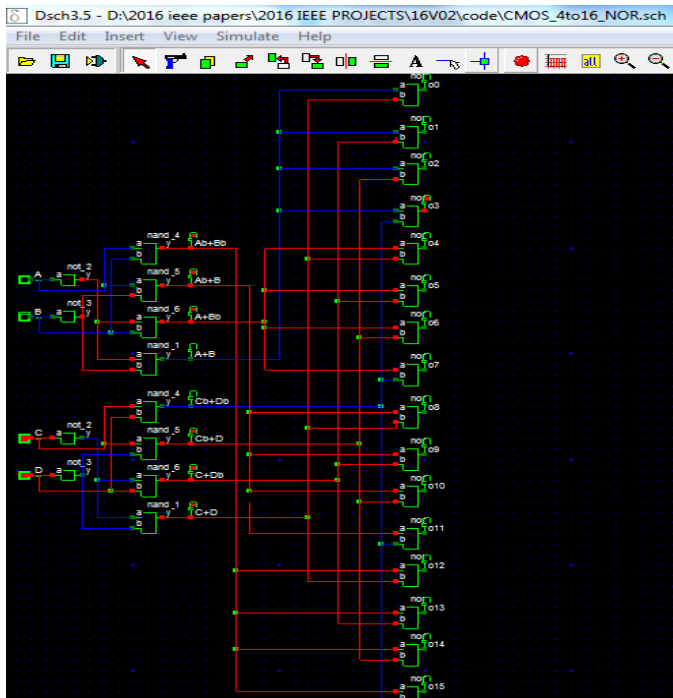 Dsch3.5 - D:\2016 ieee papers\2016 IEEE PROJECTS\16V02\code\CMOS_4to16_NOR.sch
File Edit Insert View Simulate Help
A all
nor
a o0
b
nor
a o1
b
nor
a o2
b
nor
a o3
b
nand_4 nor
a y Ab+Bb a o4
b b
not_2 nand_5 nor
A a y a y Ab+B a o5
b b
not_3 nand_6 nor
B a y a y A+Bb a o6
b b
nand_1 nor
a y A+B a o7
b b
nand_4 nor
a y Cb+Db a o8
b b
not_2 nand_5 nor
C a y a y Cb+D a o9
b b
not_3 nand_6 nor
D a y a y C+Db a o10
b b
nand_1 nor
a y C+D a o11
b b
nor
a o12
b
nor
a o13
b
nor
a o14
b
nor
a o15
b